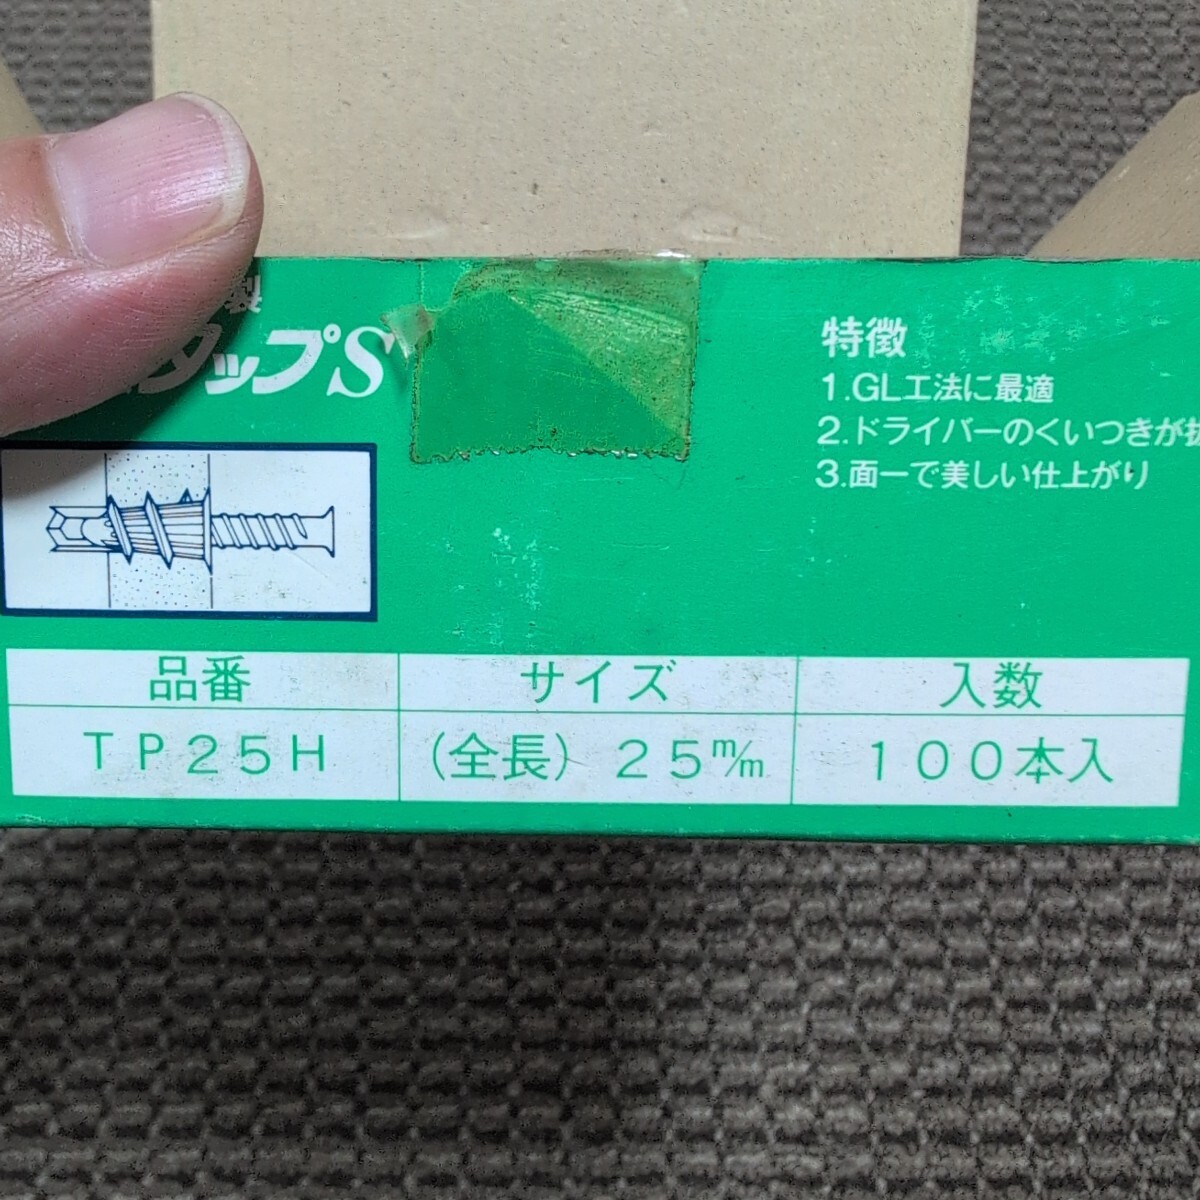 製
タップS
特徴
1.GL工法に最適
2.ドライバーのくいつきが
3.面一で美しい仕上がり
品番 サイズ 入数
TP25H (全長) 25m/m 100本入